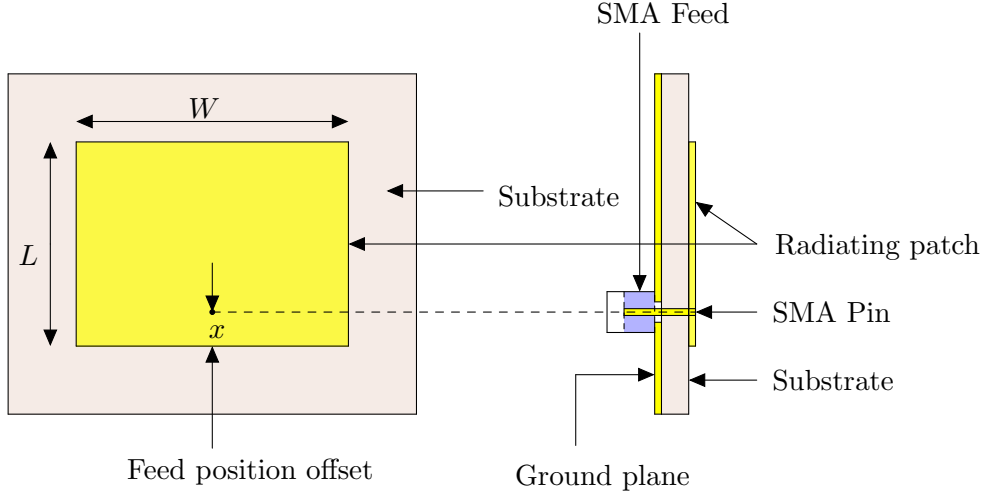 SMA Feed
W
Substrate
L
Radiating patch
x
SMA Pin
Substrate
Feed position offset
Ground plane